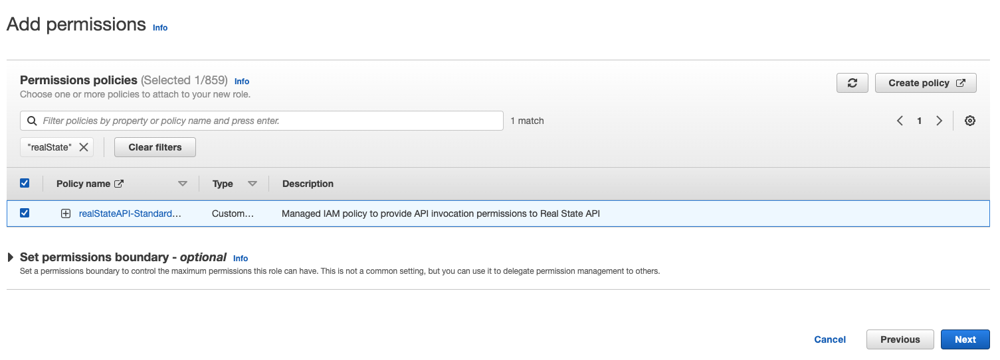 Add permissions Info
Permissions policies (Selected 1/859) Info
Create policy
Choose one or more policies to attach to your new role.
Filter policies by property or policy name and press enter.
1 match
1
"realState"
Clear filters
Policy name Type Description
realStateAPI-Standard... Custom... Managed IAM policy to provide API invocation permissions to Real State API
Set permissions boundary - optional Info
Set a permissions boundary to control the maximum permissions this role can have. This is not a common setting, but you can use it to delegate permission management to others.
Cancel Previous Next